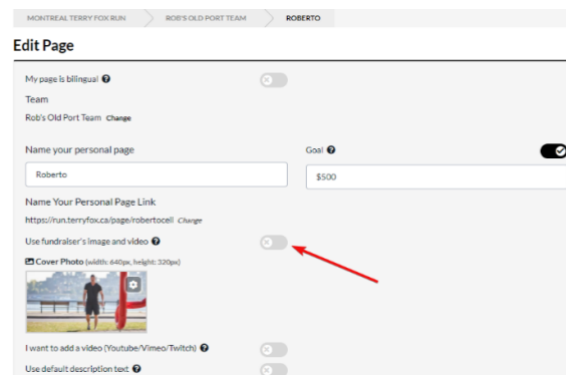 MONTREAL TERRY FOX RUN ROB'S OLD PORT TEAM ROBERTO
Edit Page
My page is bilingual
Team
Rob's Old Port Team Change
Name your personal page Goal
Roberto $500
Name Your Personal Page Link
https://run.terryfox.ca/page/robertocell Change
Use fundraiser's image and video
Cover Photo (width: 640px, height: 320px)
I want to add a video (Youtube/Vimeo/Twitch)
Use default description text